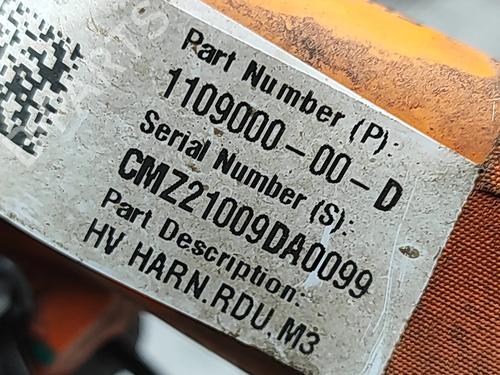 Part Number (P):
1109000-00-D
Serial Number (S):
CMZ21009DA0099
Part Description:
HV HARN.RDU.M3